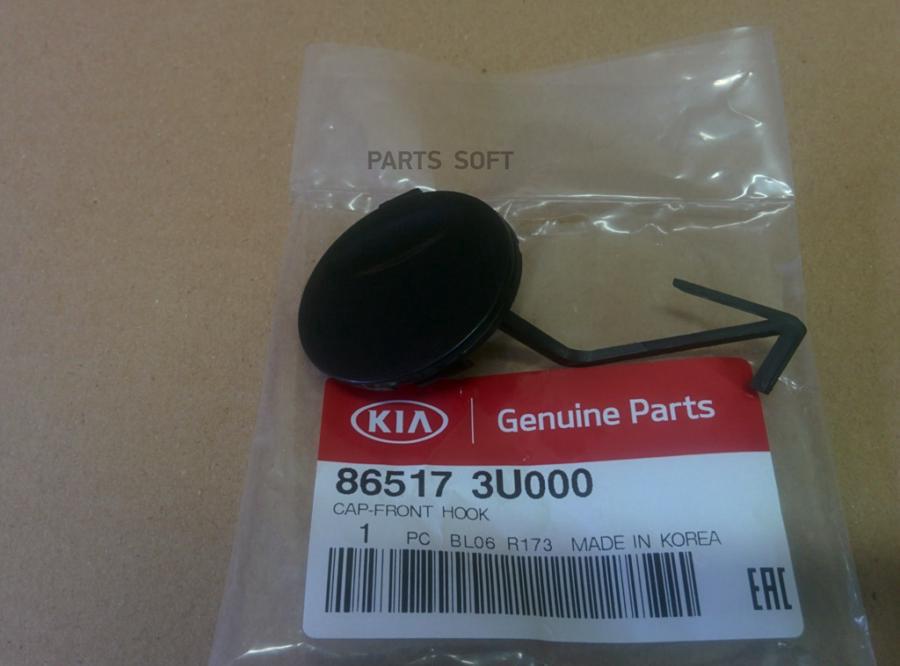 PARTS SOFT
KIA Genuine Parts
86517 3U000
CAP-FRONT HOOK
1 PC BL06 R173 MADE IN KOREA
EAC